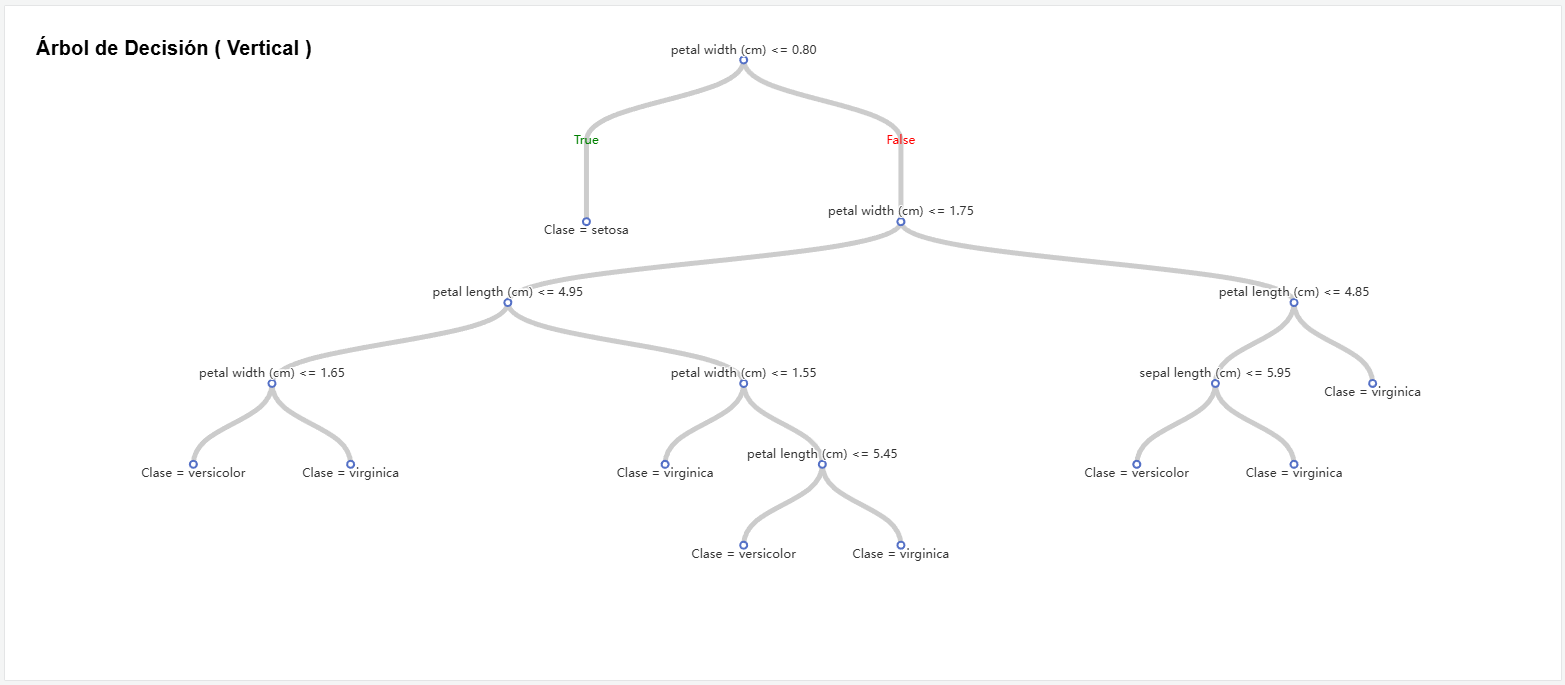 Árbol de Decisión ( Vertical )
petal width (cm) <= 0.80
True
False
petal width (cm) <= 1.75
Clase = setosa
petal length (cm) <= 4.95
petal length (cm) <= 4.85
petal width (cm) <= 1.65
petal width (cm) <= 1.55
sepal length (cm) <= 5.95
Clase = virginica
petal length (cm) <= 5.45
Clase = versicolor
Clase = virginica
Clase = virginica
Clase = versicolor
Clase = virginica
Clase = versicolor
Clase = virginica